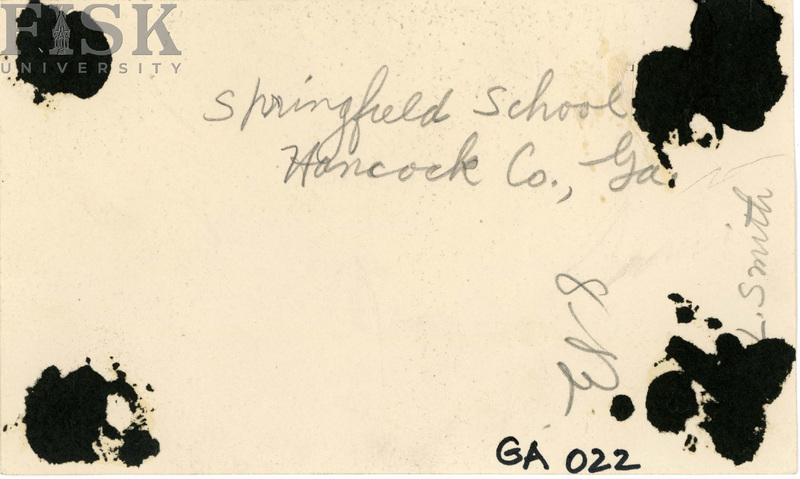 FISK
UNIVERSITY
Springfield School
Hancock Co., Ga.
L. Smith
GA 022